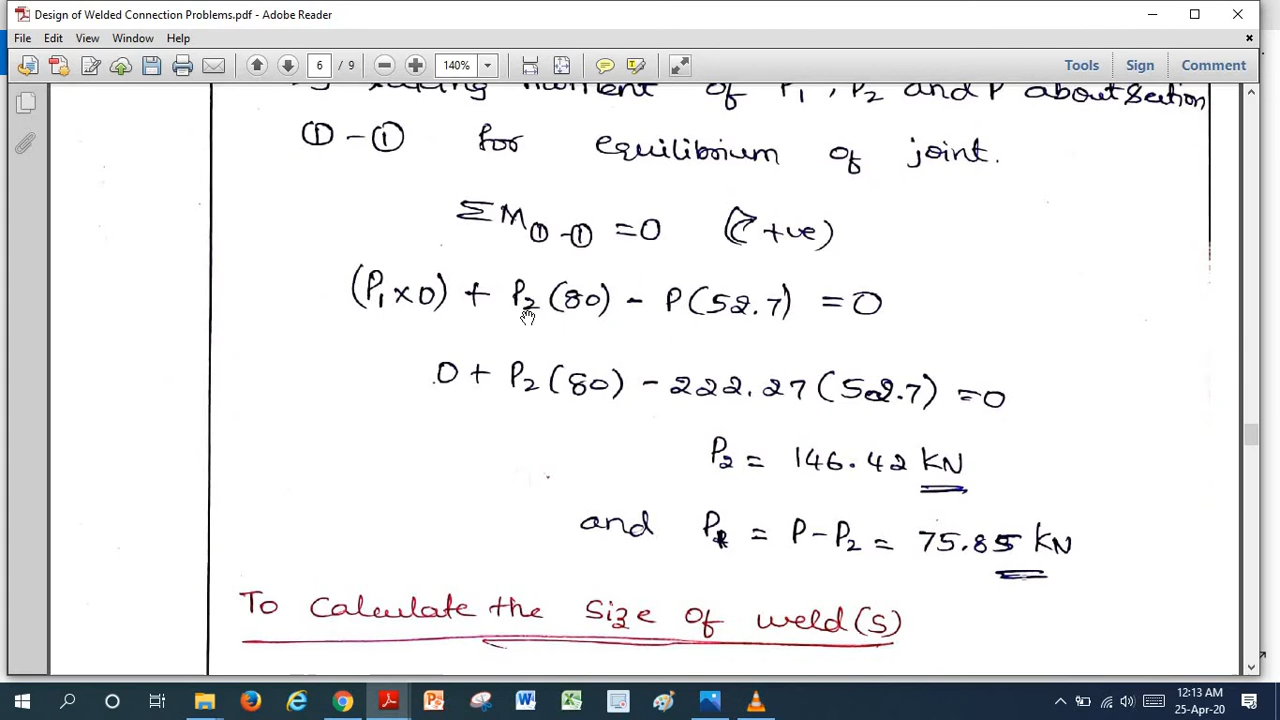 Design of Welded Connection Problems.pdf - Adobe Reader
File Edit View Window Help
6 / 9 140% Tools Sign Comment
taking moment of P1, P2 and P about Section
①-① for equilibrium of joint.
ΣM①-① = 0 (↻ +ve)
(P1 × 0) + P2 (80) - P(52.7) = 0
0 + P2 (80) - 222.27 (52.7) = 0
P2 = 146.42 KN
and P = P-P2 = 75.85 KN
To Calculate the Size of weld(S)
12:13 AM
25-Apr-20